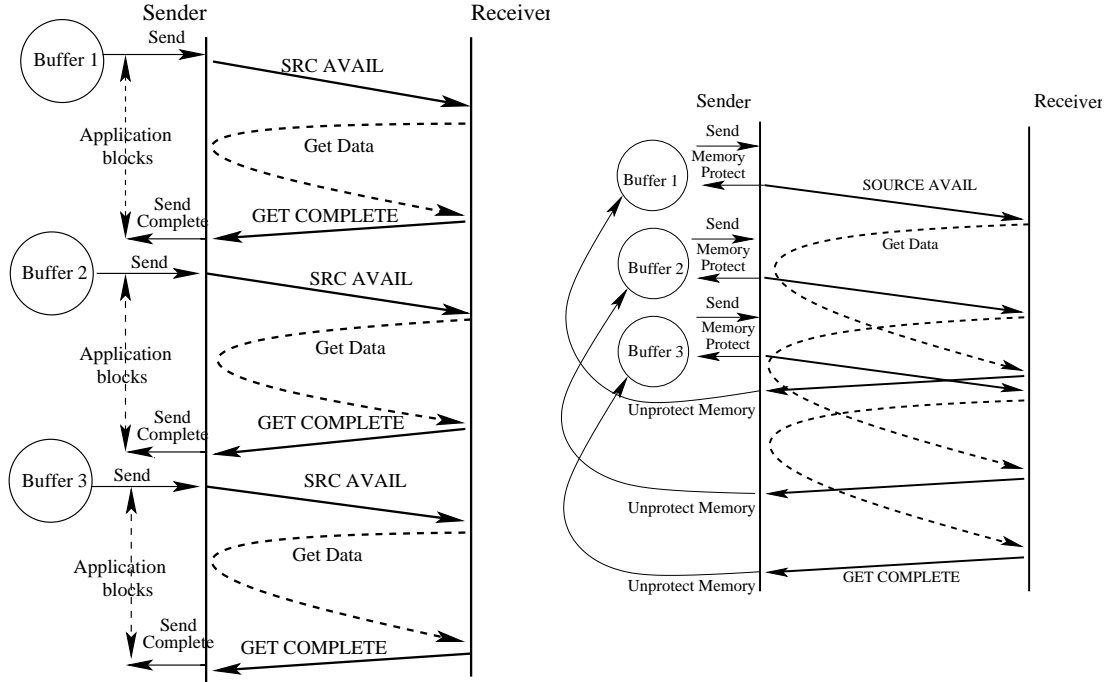 Sender
Receiver
Send
Buffer 1
SRC AVAIL
Application
blocks
Get Data
Send
Complete
GET COMPLETE
Buffer 2
Send
SRC AVAIL
Application
blocks
Get Data
Send
Complete
GET COMPLETE
Buffer 3
Send
SRC AVAIL
Application
blocks
Get Data
Send
Complete
GET COMPLETE
Sender
Receiver
Send
Memory
Protect
Buffer 1
SOURCE AVAIL
Send
Memory
Protect
Buffer 2
Get Data
Send
Memory
Protect
Buffer 3
Unprotect Memory
Unprotect Memory
Unprotect Memory
GET COMPLETE